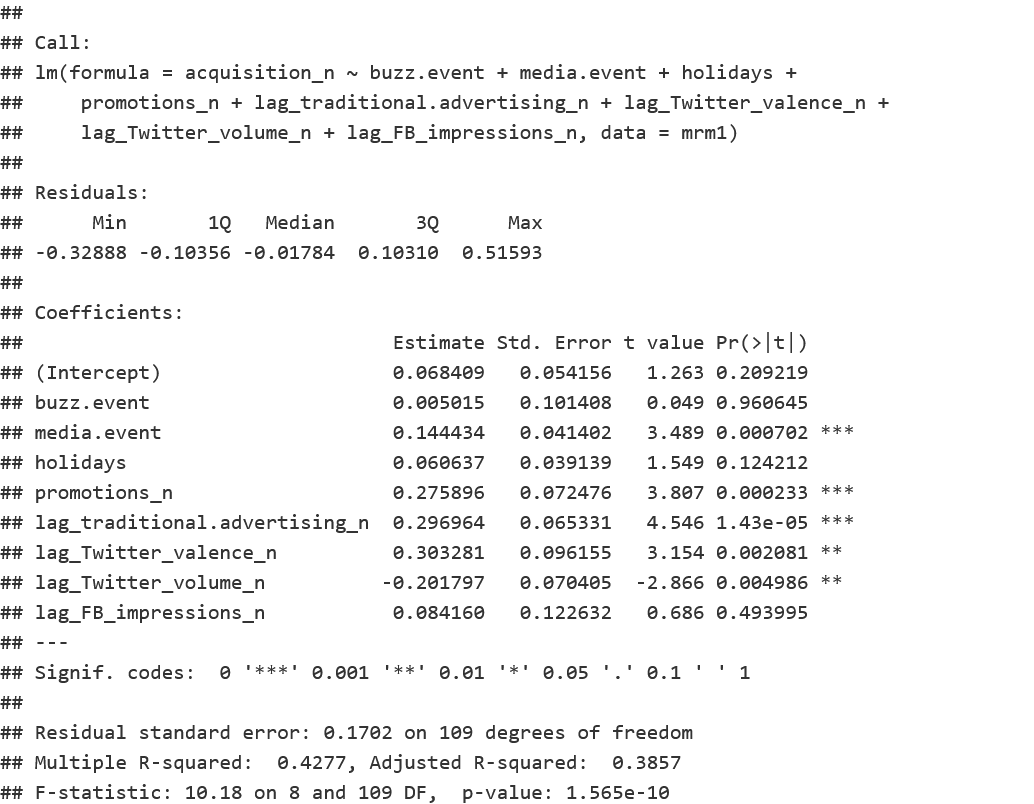 ##
## Call:
## lm(formula = acquisition_n ~ buzz.event + media.event + holidays +
##     promotions_n + lag_traditional.advertising_n + lag_Twitter_valence_n +
##     lag_Twitter_volume_n + lag_FB_impressions_n, data = mrm1)
##
## Residuals:
##      Min       1Q   Median       3Q      Max
## -0.32888 -0.10356 -0.01784  0.10310  0.51593
##
## Coefficients:
##                                Estimate Std. Error t value Pr(>|t|)
## (Intercept)                    0.068409   0.054156   1.263 0.209219
## buzz.event                     0.005015   0.101408   0.049 0.960645
## media.event                    0.144434   0.041402   3.489 0.000702 ***
## holidays                       0.060637   0.039139   1.549 0.124212
## promotions_n                   0.275896   0.072476   3.807 0.000233 ***
## lag_traditional.advertising_n  0.296964   0.065331   4.546 1.43e-05 ***
## lag_Twitter_valence_n          0.303281   0.096155   3.154 0.002081 **
## lag_Twitter_volume_n          -0.201797   0.070405  -2.866 0.004986 **
## lag_FB_impressions_n           0.084160   0.122632   0.686 0.493995
## ---
## Signif. codes:  0 '***' 0.001 '**' 0.01 '*' 0.05 '.' 0.1 ' ' 1
##
## Residual standard error: 0.1702 on 109 degrees of freedom
## Multiple R-squared:  0.4277, Adjusted R-squared:  0.3857
## F-statistic: 10.18 on 8 and 109 DF,  p-value: 1.565e-10